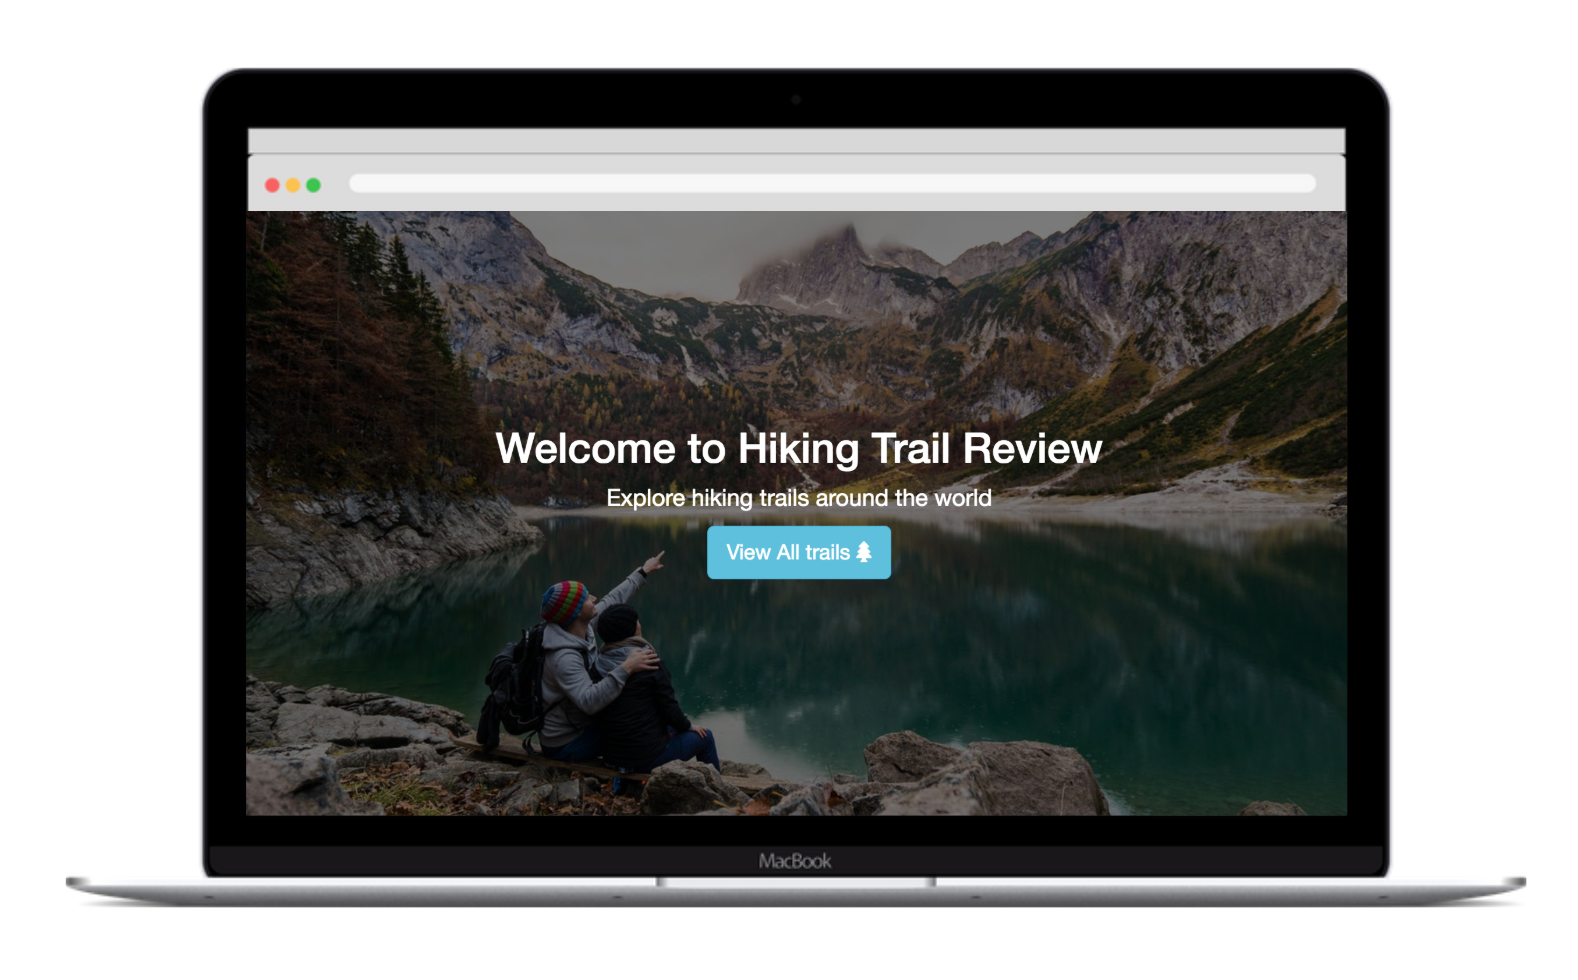 Welcome to Hiking Trail Review
Explore hiking trails around the world
View All trails
MacBook